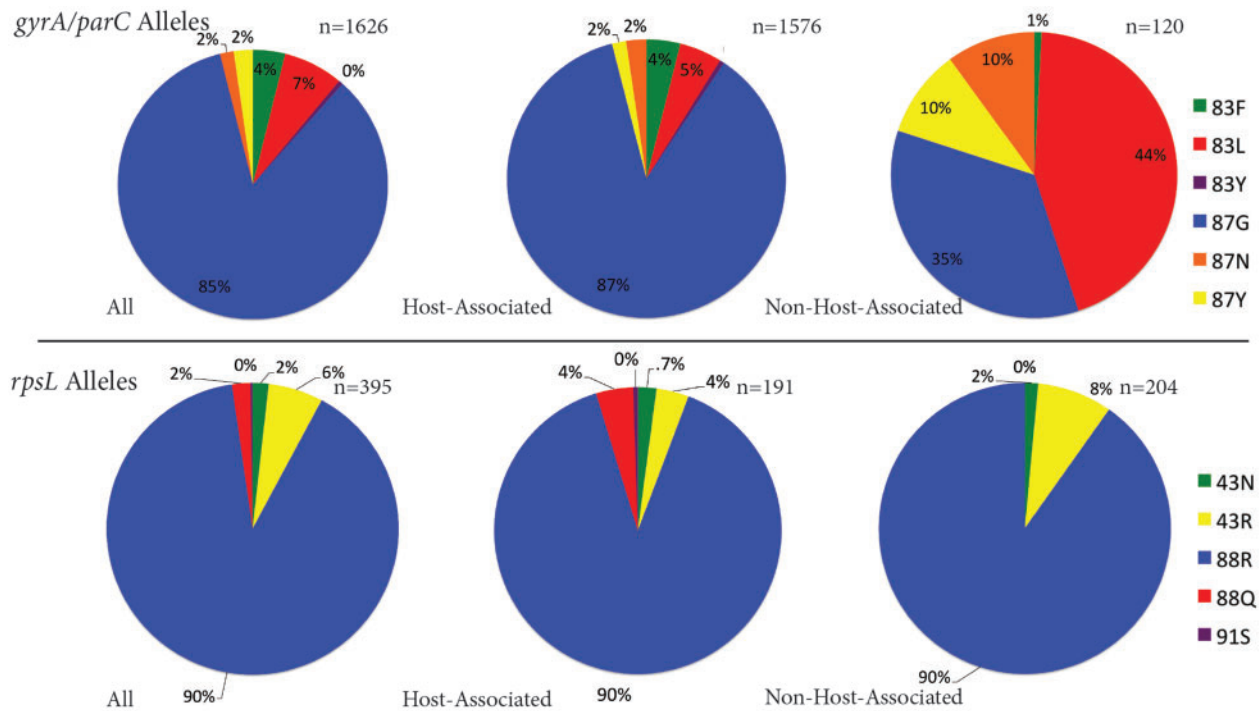 gyrA/parC Alleles
n=1626
n=1576
n=120
2%
2%
4%
7%
0%
85%
All
2%
2%
4%
5%
87%
Host-Associated
1%
10%
10%
44%
35%
Non-Host-Associated
83F
83L
83Y
87G
87N
87Y
rpsL Alleles
n=395
n=191
n=204
2%
0%
2%
6%
90%
All
4%
0%
.7%
4%
90%
Host-Associated
2%
0%
8%
90%
Non-Host-Associated
43N
43R
88R
88Q
91S